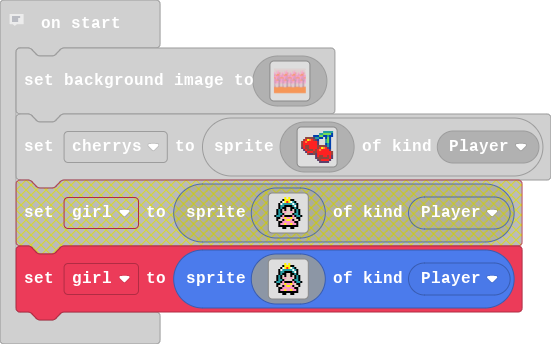 on start
set background image to
set cherrys to sprite of kind Player
set girl to sprite of kind Player
set girl to sprite of kind Player